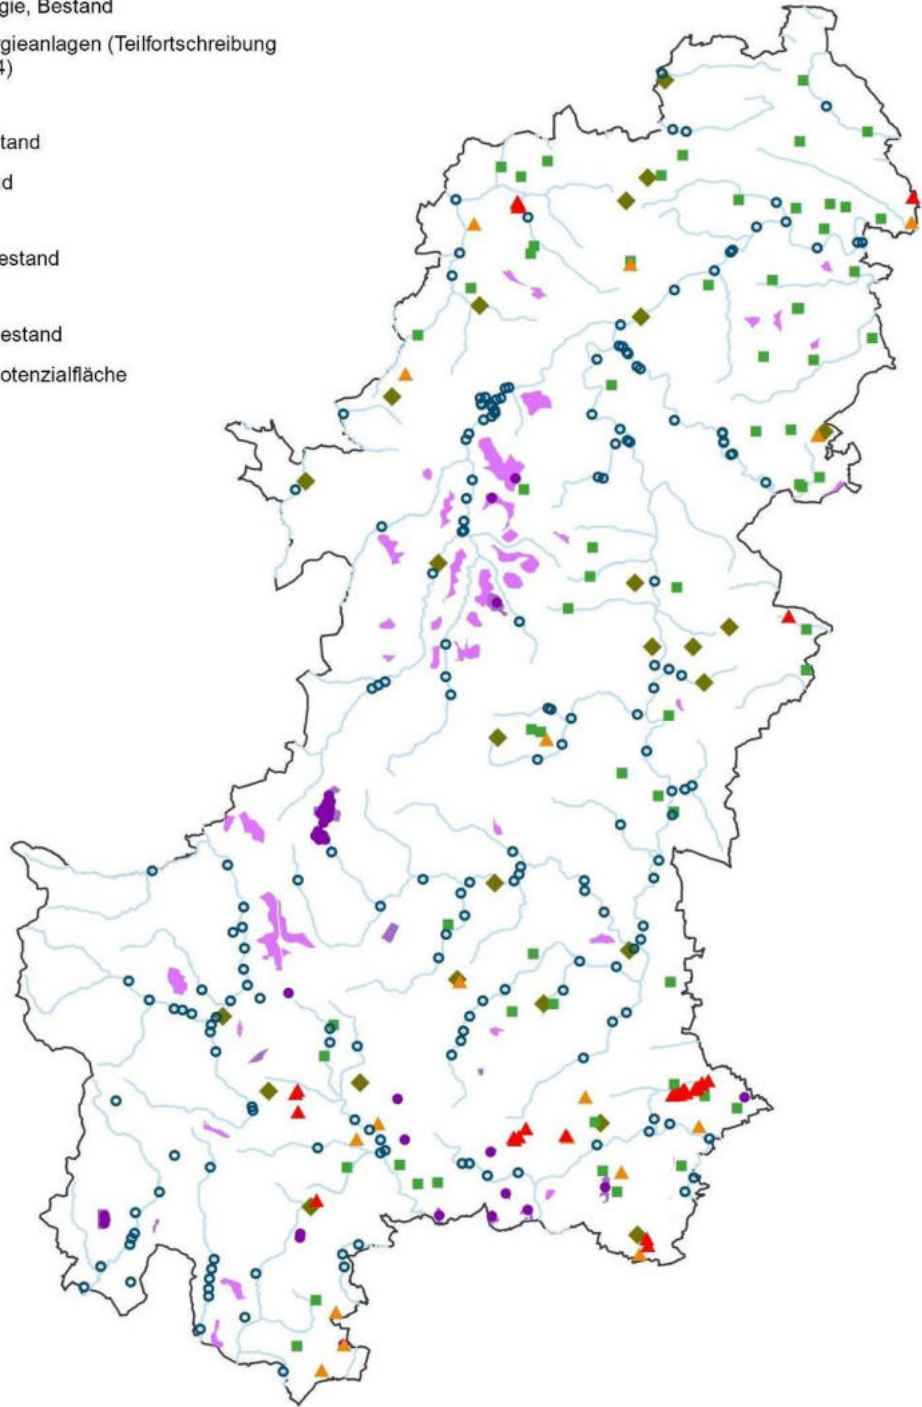 gie, Bestand
gieanlagen (Teilfortschreibung
4)
tand
d
estand
estand
otenzialfläche